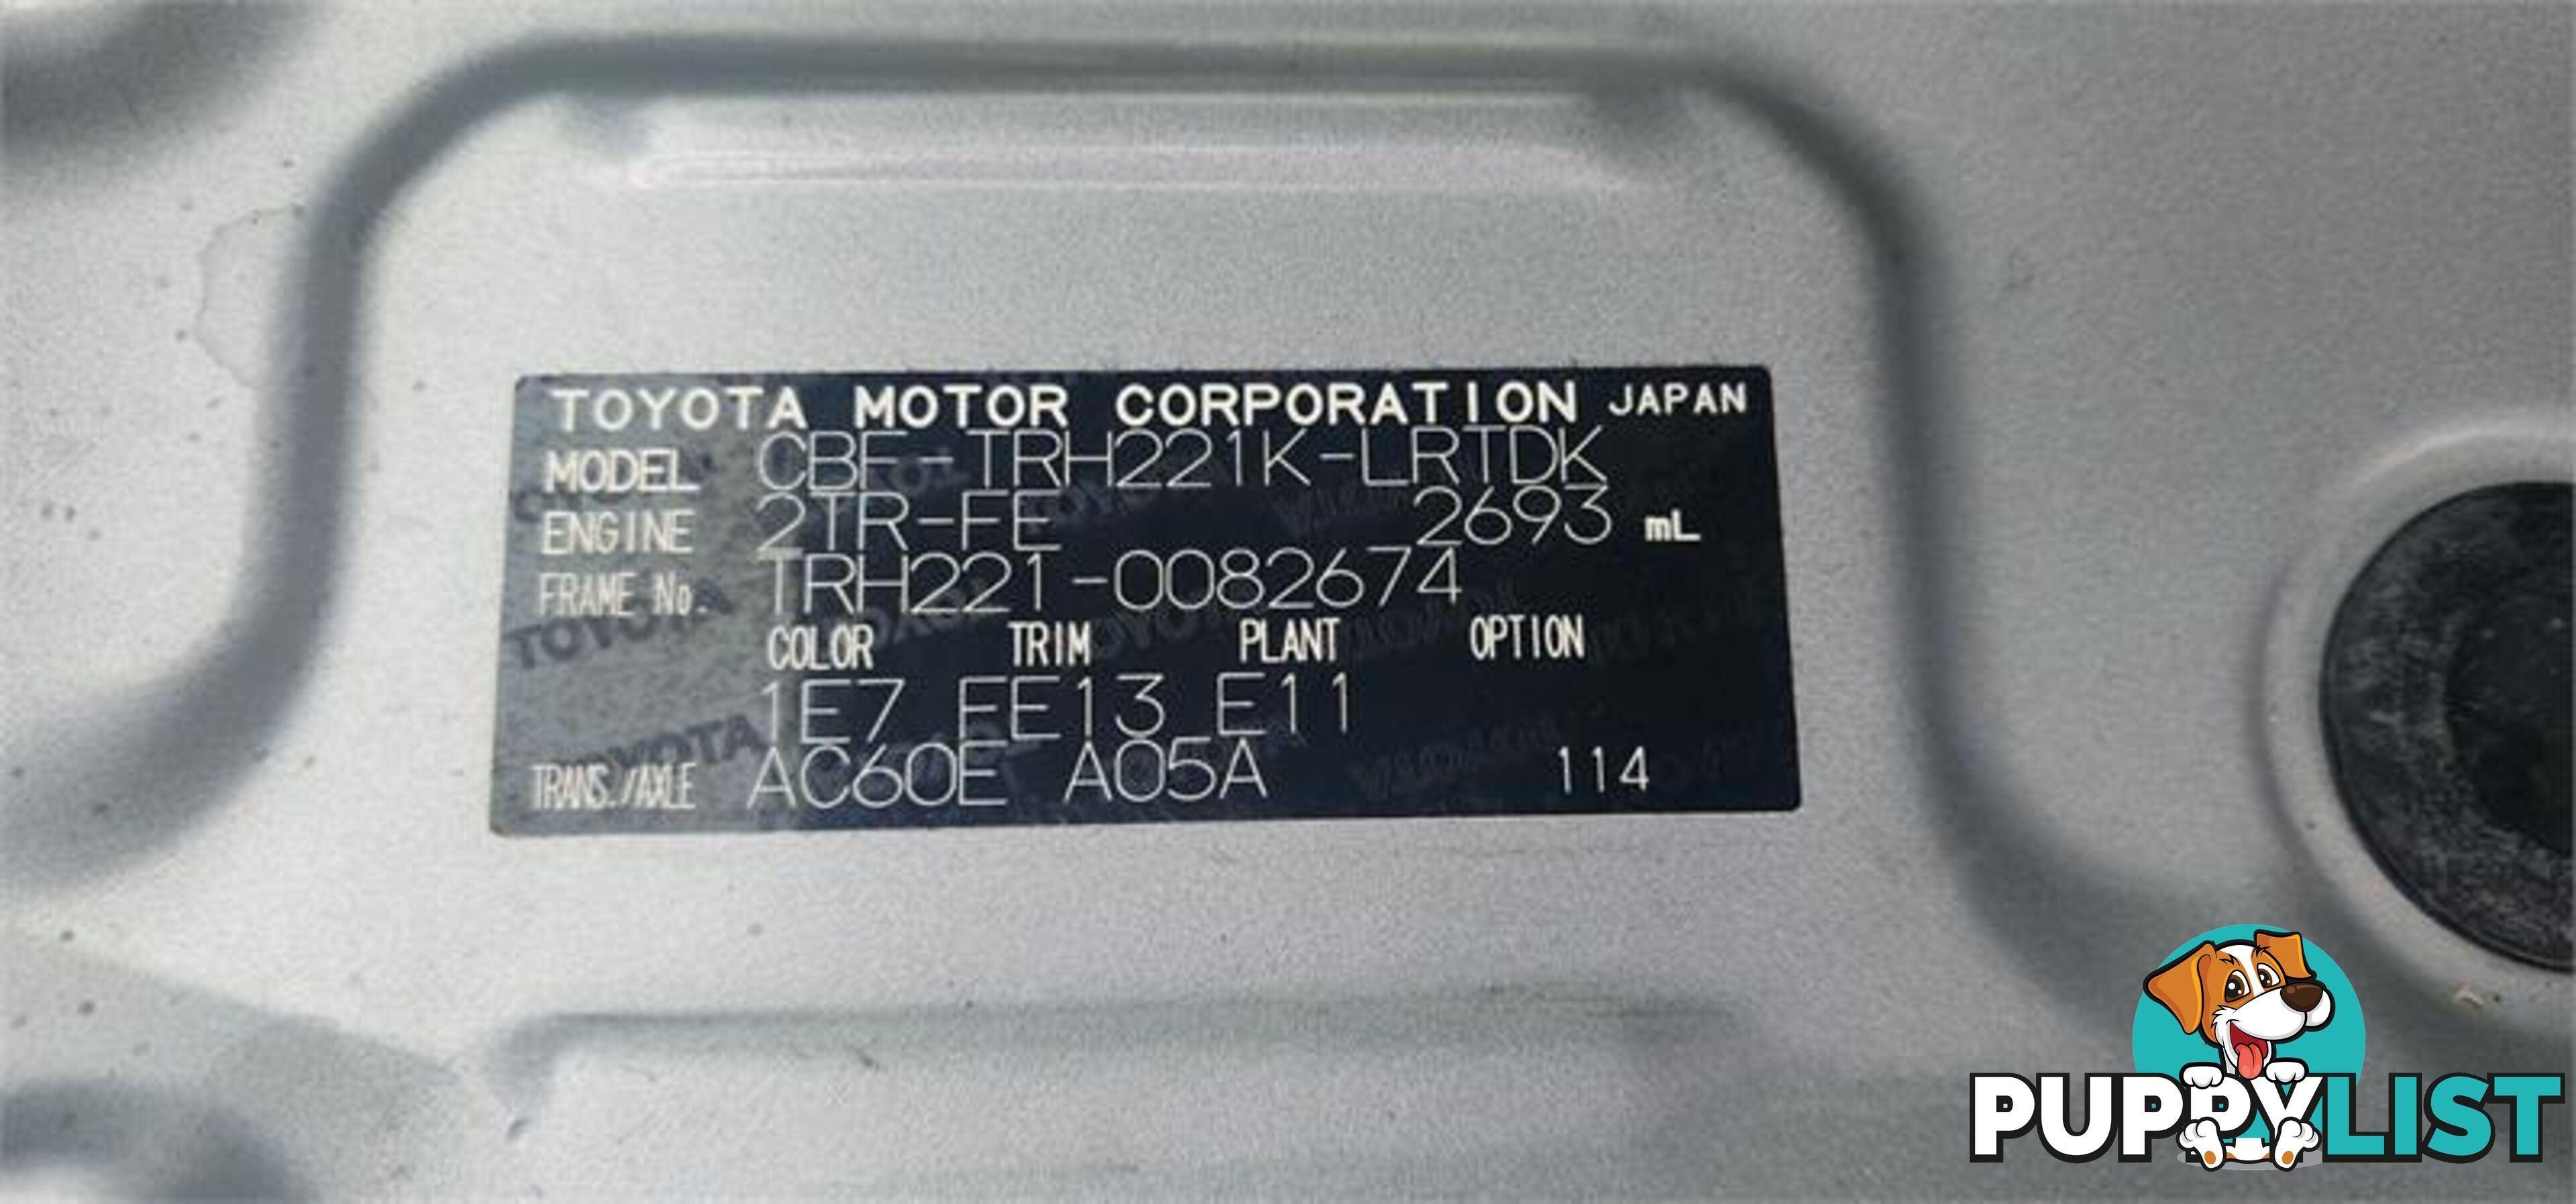 TOYOTA MOTOR CORPORATION JAPAN
MODEL CBF-TRH221K-LRTDK
ENGINE 2TR-FE 2693 mL
FRAME No. TRH221-0082674
COLOR TRIM PLANT OPTION
1E7 FE13 E11
TRANS./AXLE AC60E A05A 114
PUPPYLIST